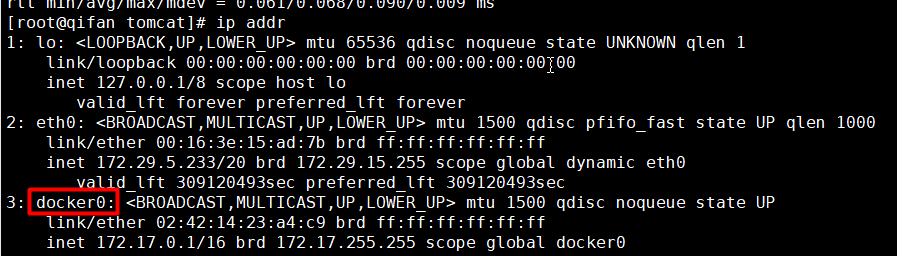 rtt min/avg/max/mdev = 0.061/0.068/0.090/0.009 ms
[root@qifan tomcat]# ip addr
1: lo: <LOOPBACK,UP,LOWER_UP> mtu 65536 qdisc noqueue state UNKNOWN qlen 1
link/loopback 00:00:00:00:00:00 brd 00:00:00:00:00:00
inet 127.0.0.1/8 scope host lo
valid_lft forever preferred_lft forever
2: eth0: <BROADCAST,MULTICAST,UP,LOWER_UP> mtu 1500 qdisc pfifo_fast state UP qlen 1000
link/ether 00:16:3e:15:ad:7b brd ff:ff:ff:ff:ff:ff
inet 172.29.5.233/20 brd 172.29.15.255 scope global dynamic eth0
valid_lft 309120493sec preferred_lft 309120493sec
3: docker0: <BROADCAST,MULTICAST,UP,LOWER_UP> mtu 1500 qdisc noqueue state UP
link/ether 02:42:14:23:a4:c9 brd ff:ff:ff:ff:ff:ff
inet 172.17.0.1/16 brd 172.17.255.255 scope global docker0